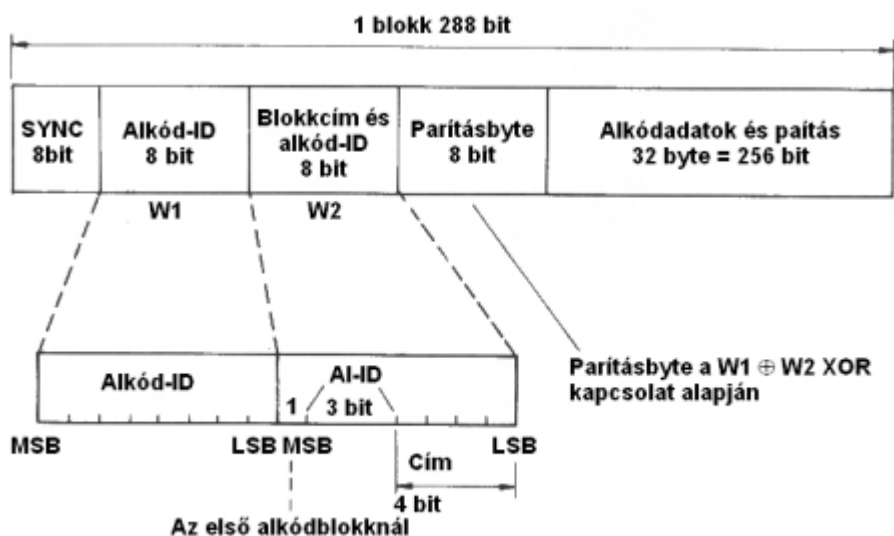 1 blokk 288 bit
SYNC
8bit
Alkód-ID
8 bit
Blokkcím és
alkód-ID
8 bit
Paritásbyte
8 bit
Alkódadatok és paítás
32 byte = 256 bit
W1
W2
Alkód-ID
Al-ID
1
3 bit
Paritásbyte a W1 ⊕ W2 XOR
kapcsolat alapján
MSB
LSB
MSB
LSB
Cím
4 bit
Az első alkódblokknál